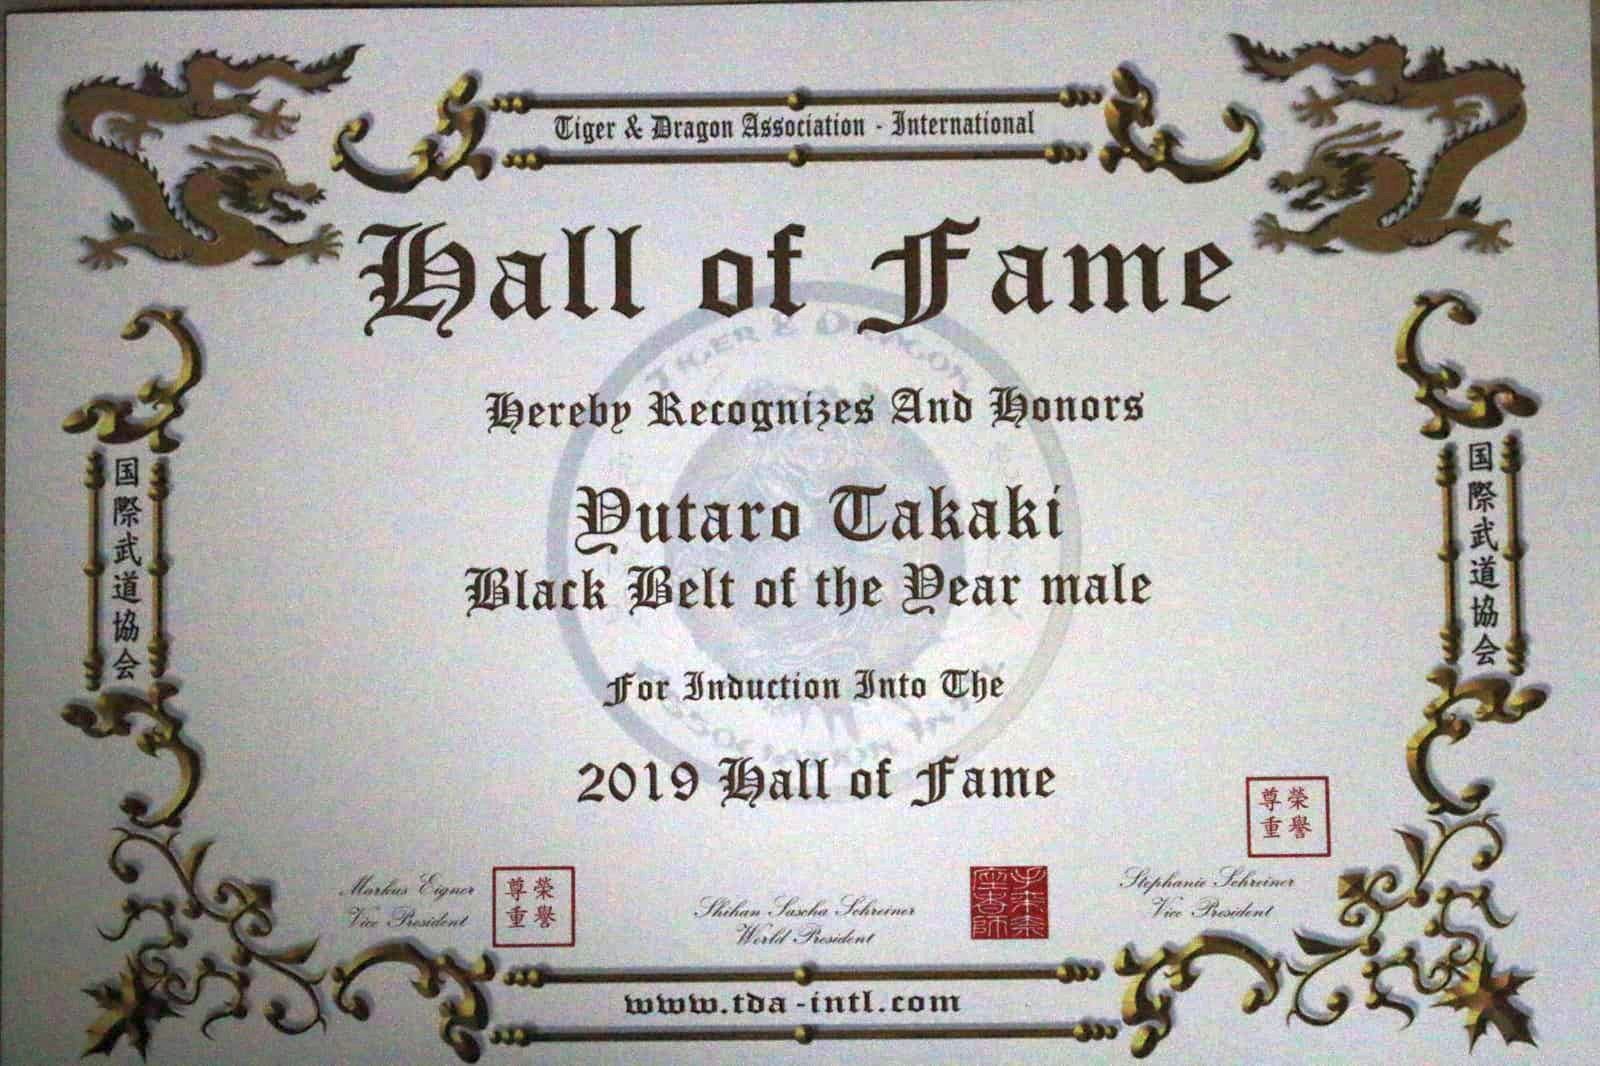 Tiger & Dragon Association - International
Hall of Fame
TIGER & DRAGON
Hereby Recognizes And Honors
Yutaro Takaki
Black Belt of the Year male
For Induction Into The
2019 Hall of Fame
国際武道協会
国際武道協会
Markus Eigner
Vice President
榮譽
尊重
Shihan Sascha Schreiner
World President
Stephanie Schreiner
Vice President
榮譽
尊重
www.tda-intl.com